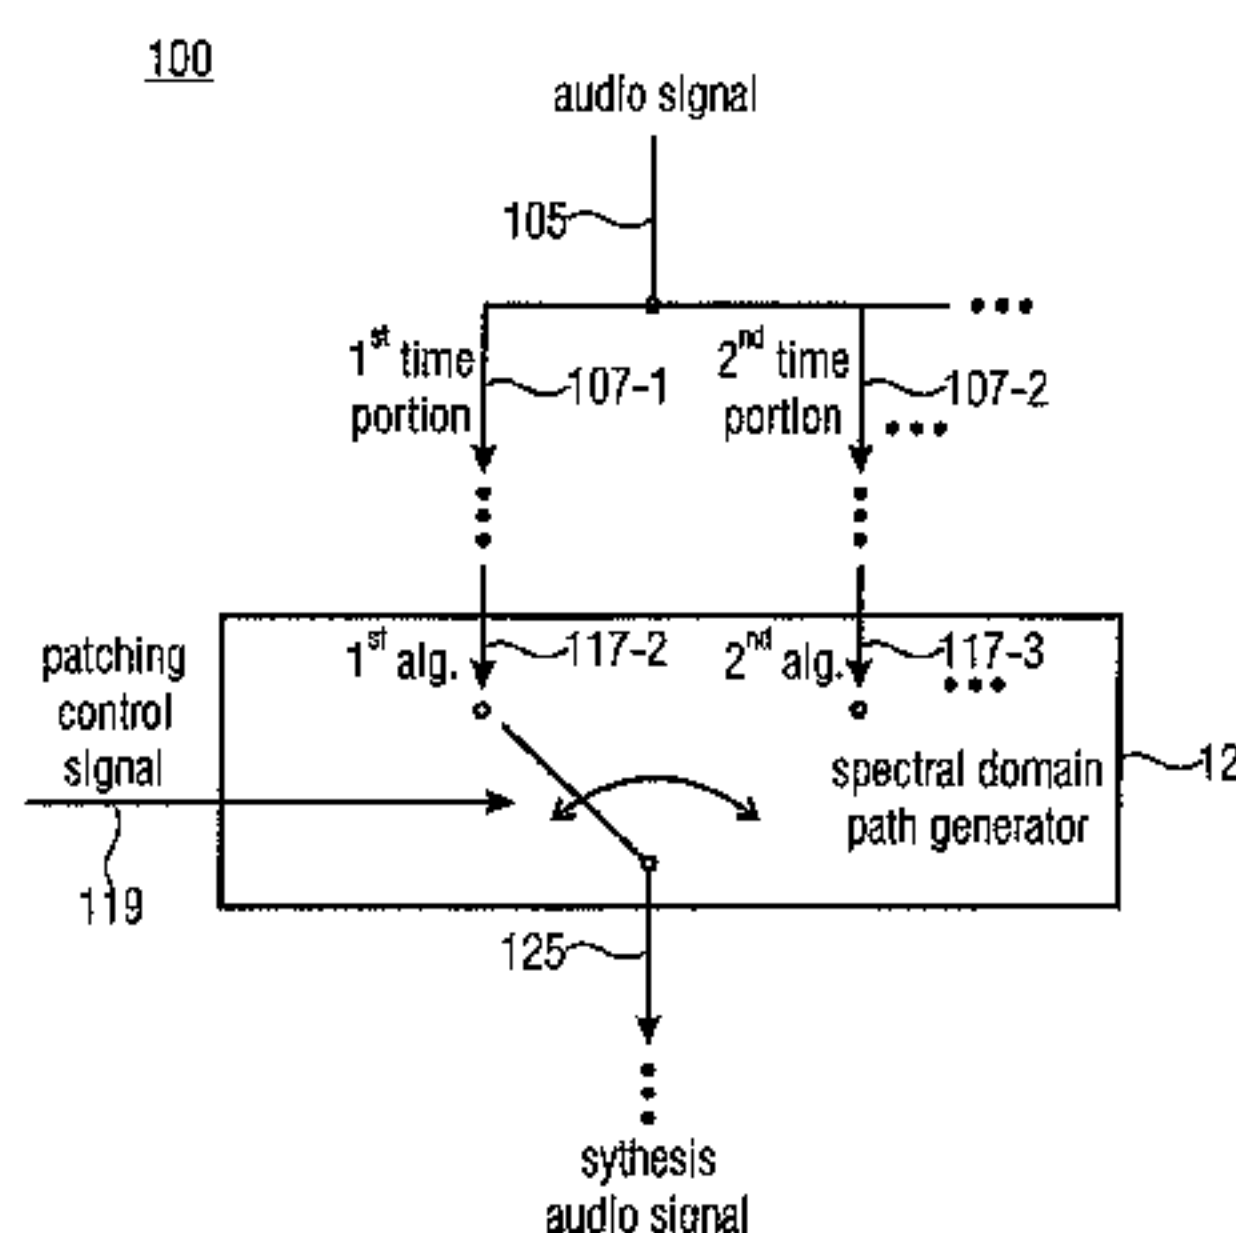 100
audio signal
105
1st time
portion
107-1
2nd time
portion
107-2
1st alg.
117-2
2nd alg.
117-3
patching
control
signal
119
spectral domain
path generator
12
125
sythesis
audio signal